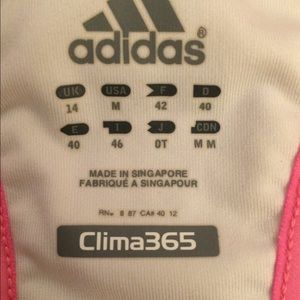 adidas®
UK USA F D
14 M 42 40
E I J CDN
40 46 OT M M
MADE IN SINGAPORE
FABRIQUÉ A SINGAPOUR
RN# 8 87 CA# 40 12
Clima365